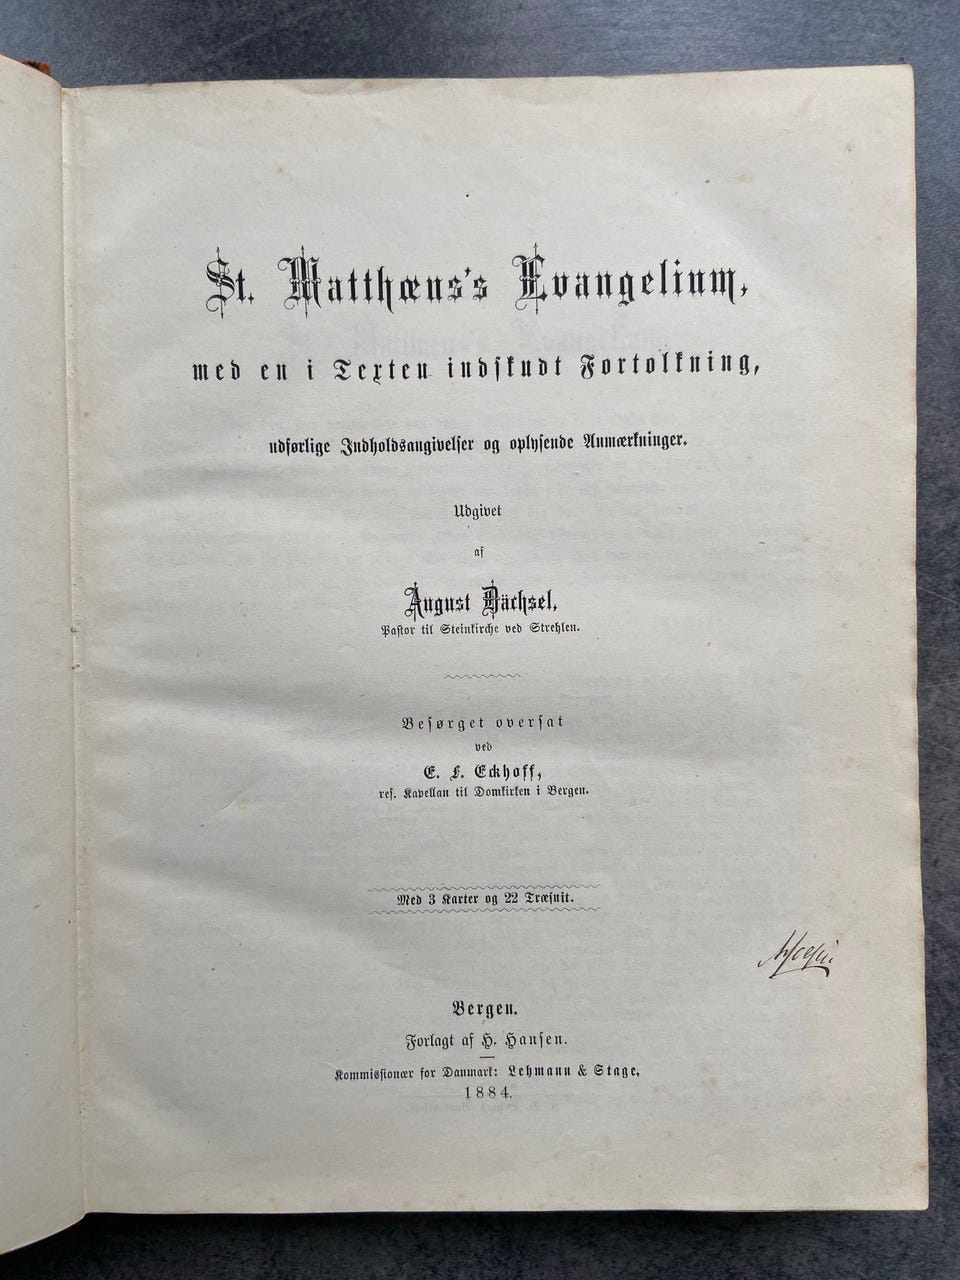 St. Matthæus's Evangelium,
med en i Texten indskudt Fortolkning,
udførlige Indholdsangivelser og oplysende Anmærkninger.
Udgivet
af
August Dächsel,
Pastor til Steinkirche ved Strehlen.
Besørget oversat
ved
E. F. Eckhoff,
res. Kapellan til Domkirken i Bergen.
Med 3 Karter og 22 Træsnit.
Bergen.
Forlagt af H. Hansen.
Kommissionær for Danmark: Lehmann & Stage.
1884.